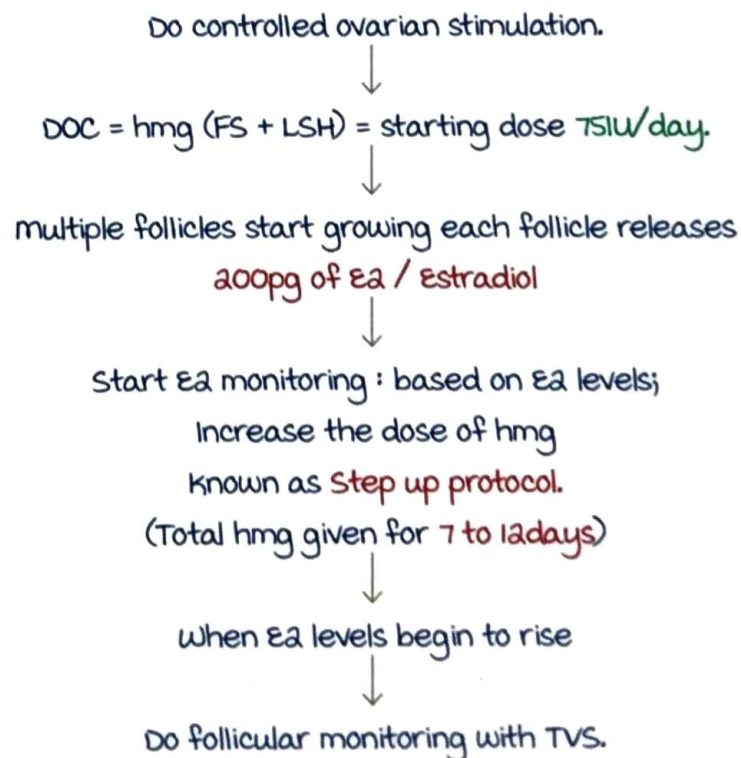 Do controlled ovarian stimulation.
DOC = hmg (FS + LSH) = starting dose 75IU/day.
multiple follicles start growing each follicle releases
200pg of E2 / Estradiol
Start E2 monitoring : based on E2 levels;
Increase the dose of hmg
Known as Step up protocol.
(Total hmg given for 7 to 12days)
When E2 levels begin to rise
Do follicular monitoring with TVS.